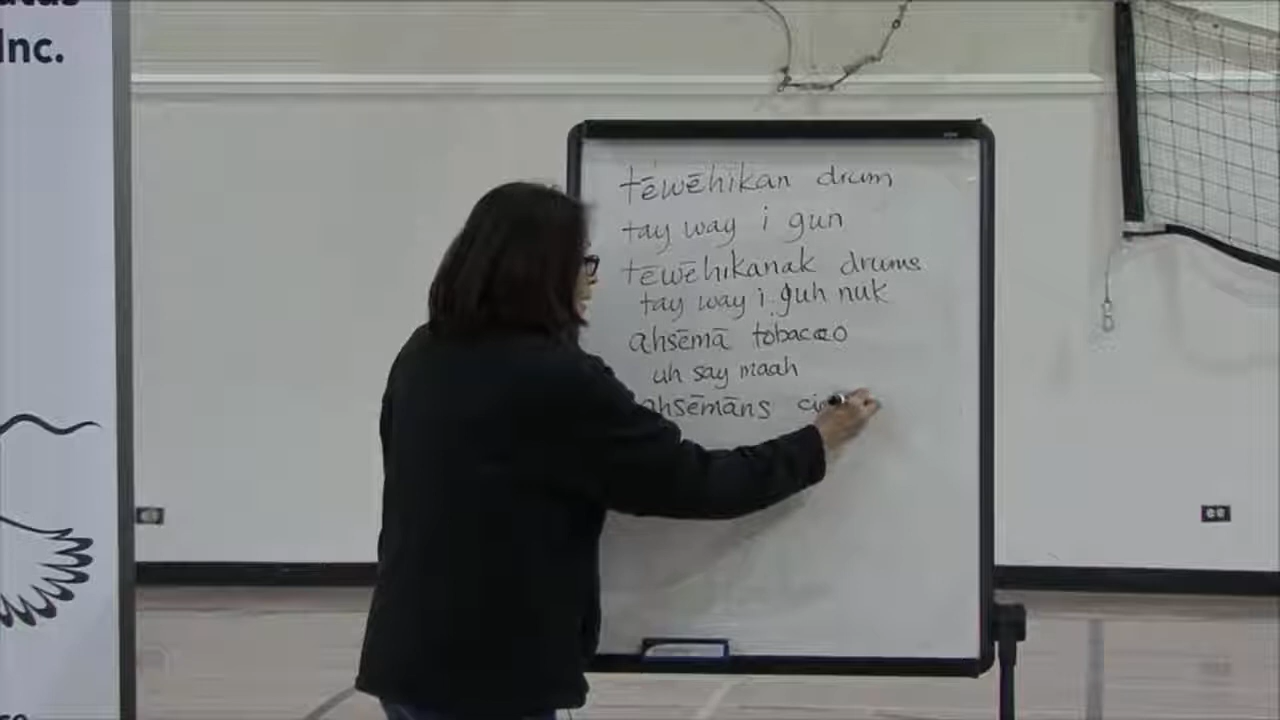 Inc.
tēwēhikan drum
tay way i gun
tēwēhikanak drums
tay way i guh nuk
ahsēmā tobacco
uh say maah
ahsēmāns